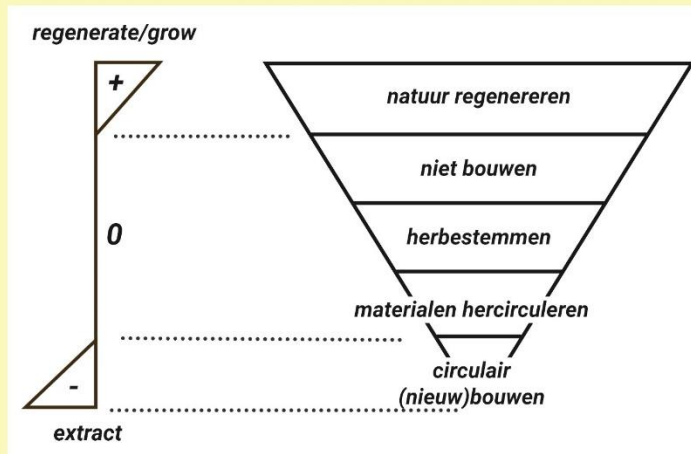 regenerate/grow
+
natuur regenereren
niet bouwen
0
herbestemmen
materialen hercirculeren
circulair
(nieuw)bouwen
-
extract